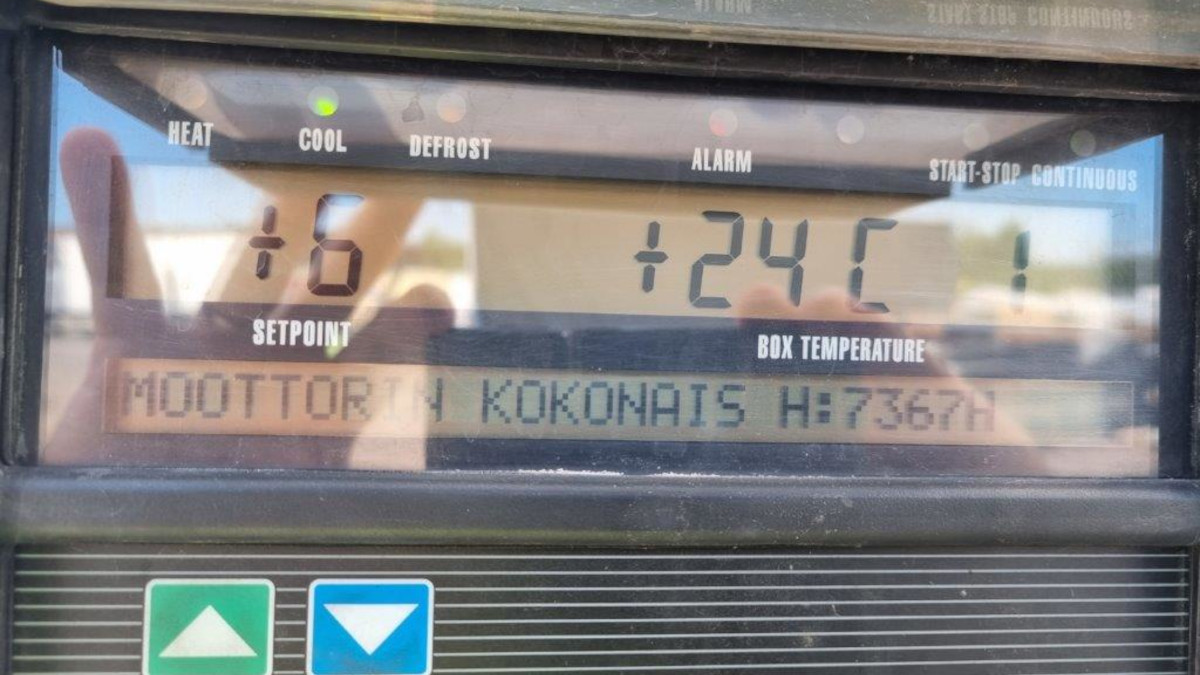 HEAT COOL DEFROST ALARM START-STOP CONTINUOUS
+6 +24C 1
SETPOINT BOX TEMPERATURE
MOOTTORIN KOKONAIS H:7367H